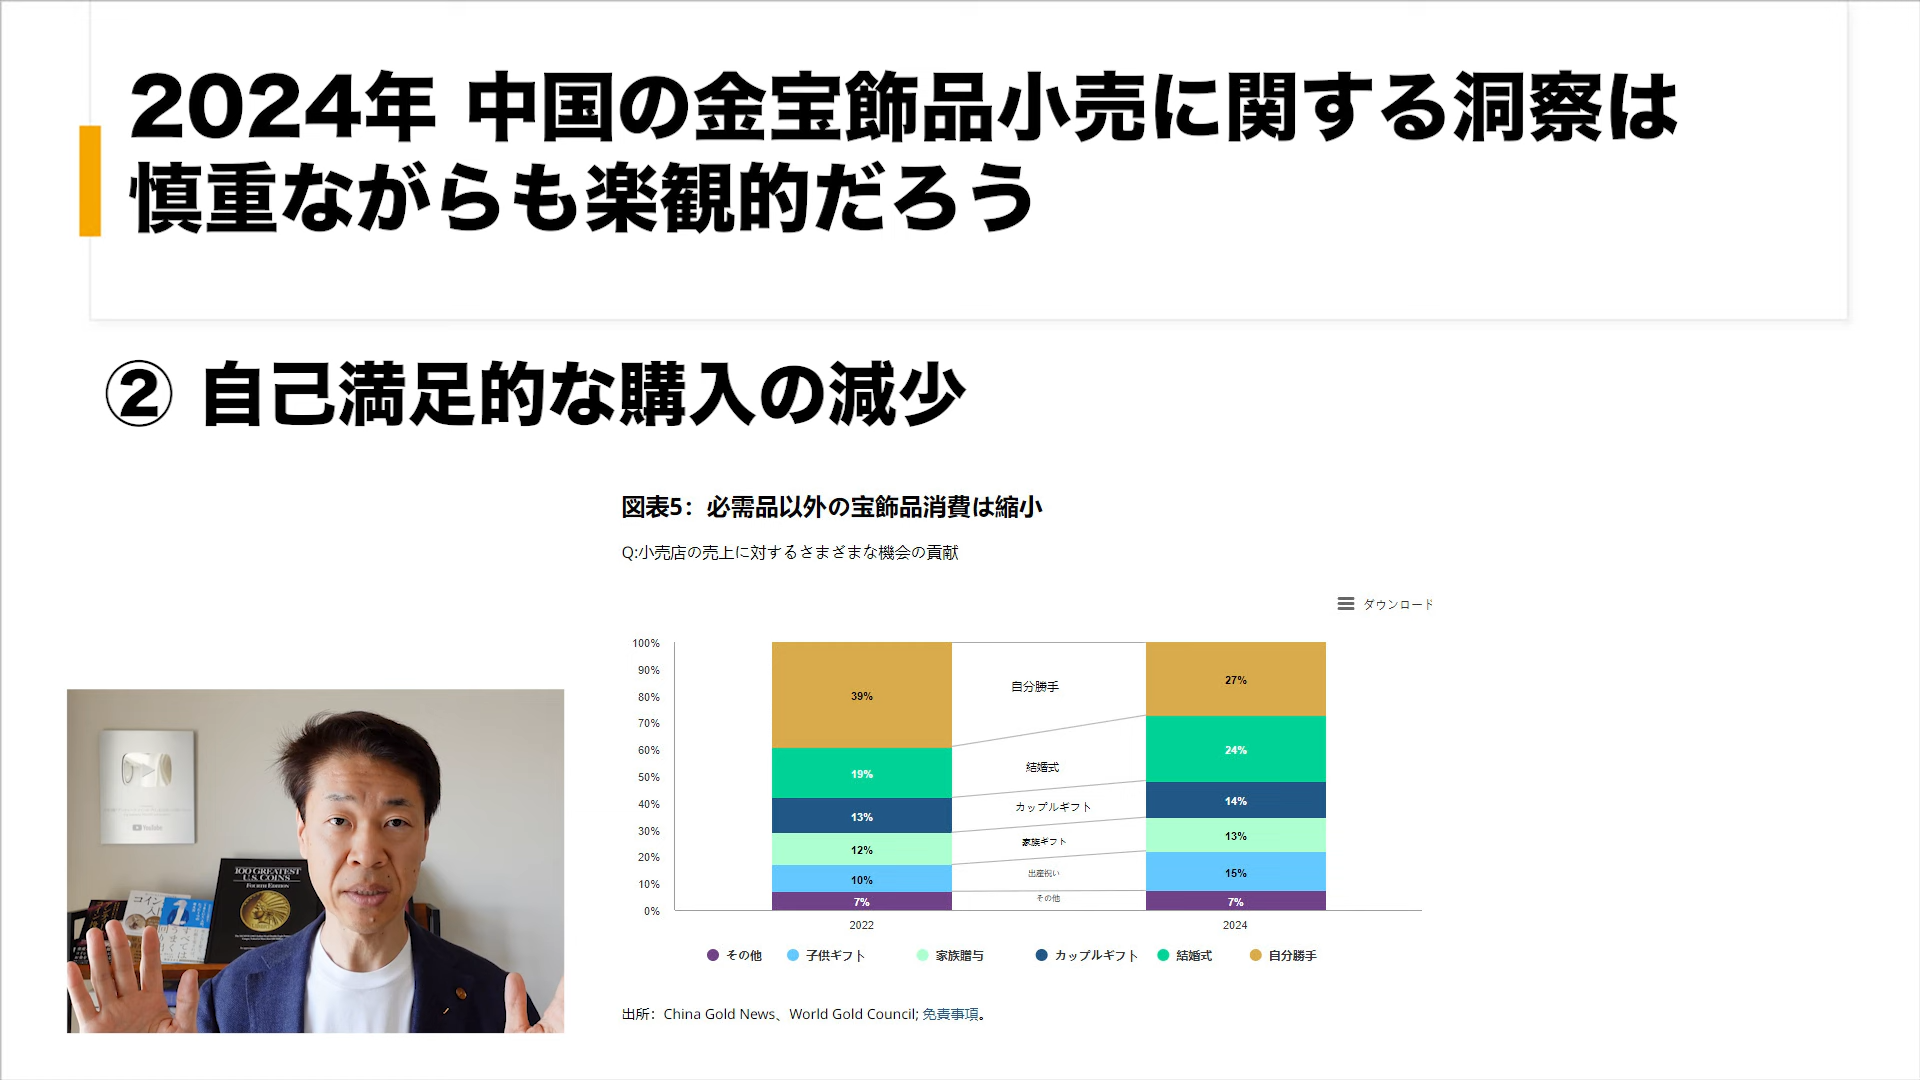 2024年 中国の金宝飾品小売に関する洞察は
慎重ながらも楽観的だろう
② 自己満足的な購入の減少
図表5：必需品以外の宝飾品消費は縮小
Q:小売店の売上に対するさまざまな機会の貢献
ダウンロード
100%
90%
80%
70%
60%
50%
40%
30%
20%
10%
0%
39%
19%
13%
12%
10%
7%
自分勝手
結婚式
カップルギフト
家族ギフト
出産祝い
その他
27%
24%
14%
13%
15%
7%
2022
2024
その他
子供ギフト
家族贈与
カップルギフト
結婚式
自分勝手
出所：China Gold News、World Gold Council; 免責事項。
YouTube
100 GREATEST
U.S. COINS
FOURTH EDITION
コイン